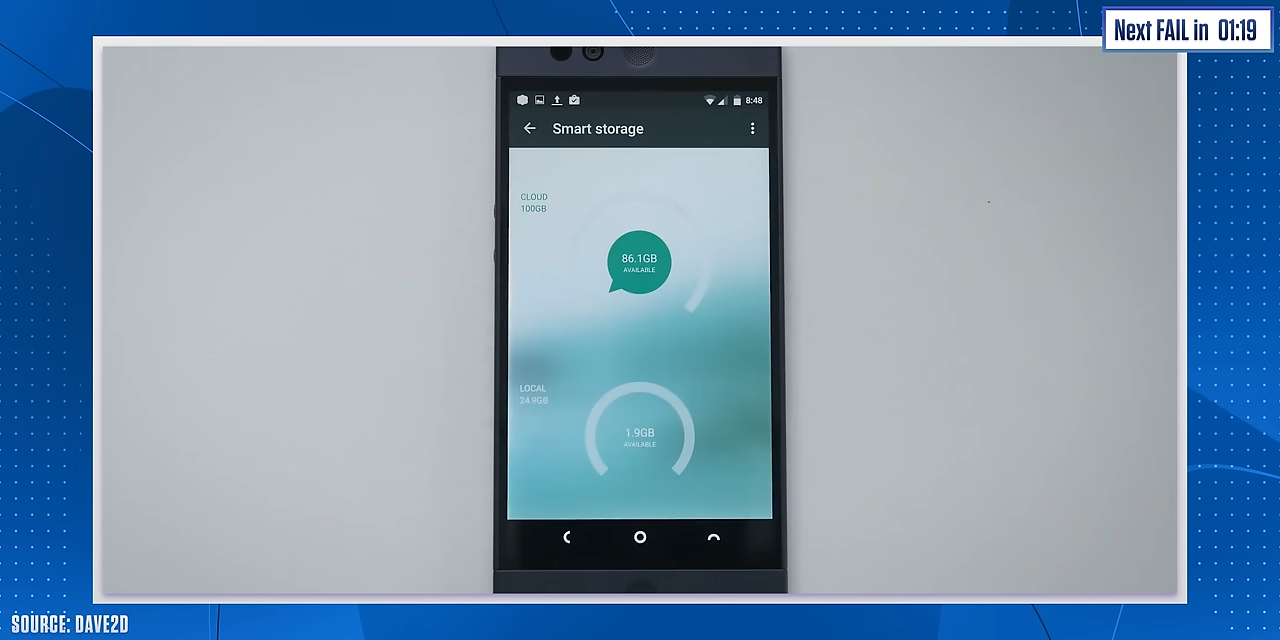 Next FAIL in 01:19
8:48
Smart storage
CLOUD
100GB
86.1GB
AVAILABLE
LOCAL
24.9GB
1.9GB
AVAILABLE
SOURCE: DAVE2D